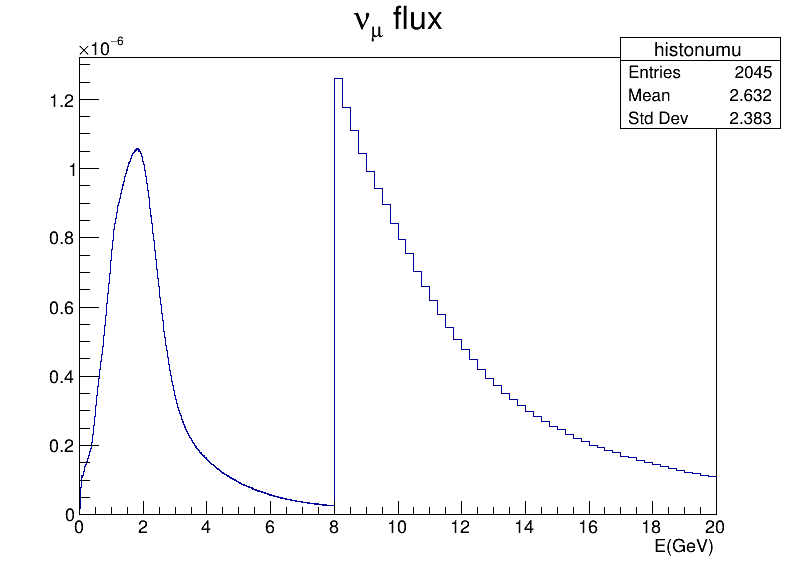 ν_μ flux
×10⁻⁶
histonumu
Entries 2045
Mean 2.632
Std Dev 2.383
1.2
1
0.8
0.6
0.4
0.2
0
0 2 4 6 8 10 12 14 16 18 20
E(GeV)